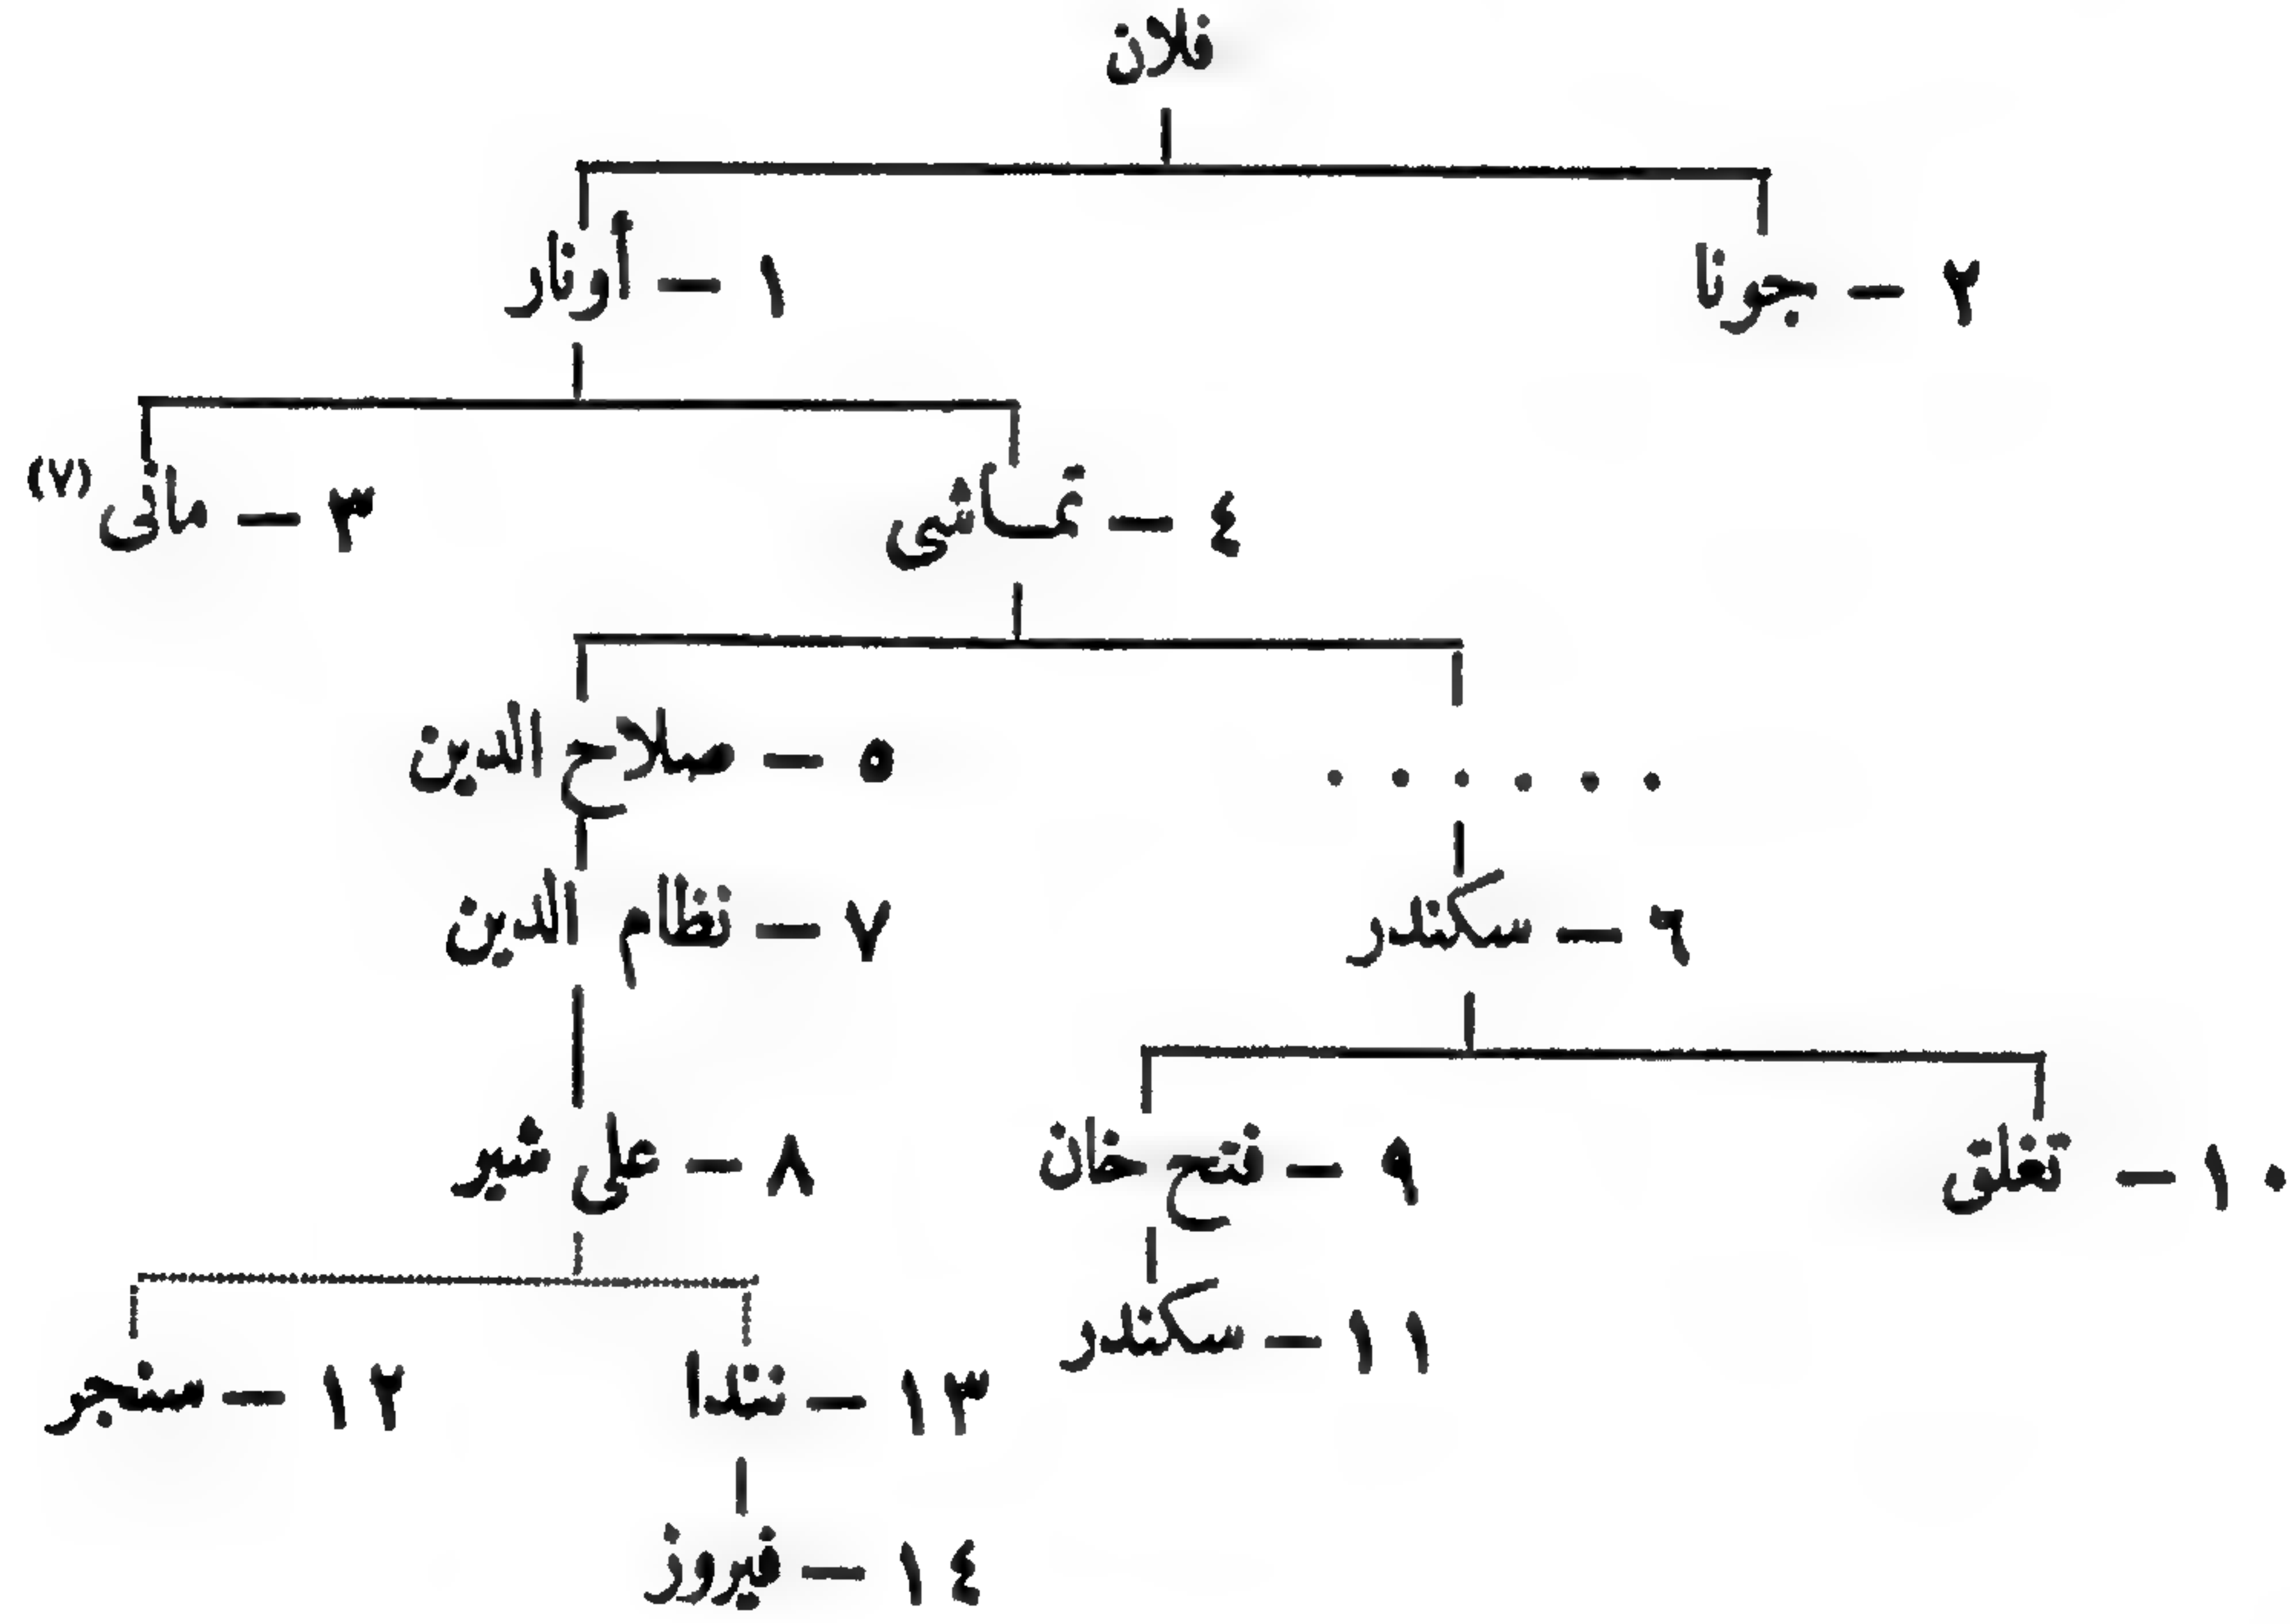 فلان
٢ – جونا
١ – أونار
٤ – تماشى
٣ – مانى (٧)
. . . . . .
٥ – صلاح الدين
٦ – سكندر
٧ – نظام الدين
١٠ – تغلق
٩ – فتح خان
٨ – على شير
١١ – سكندر
١٣ – نندا
١٢ – سنجر
١٤ – فيروز